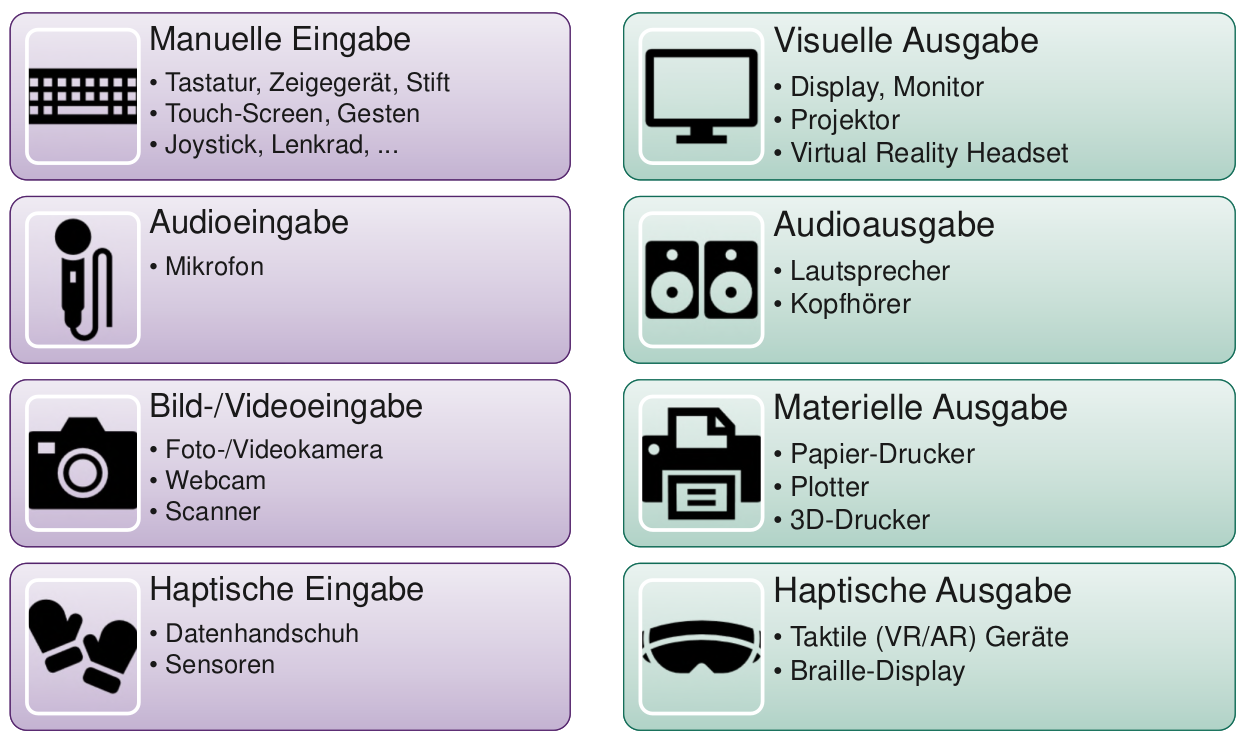 Manuelle Eingabe
• Tastatur, Zeigegerät, Stift
• Touch-Screen, Gesten
• Joystick, Lenkrad, ...
Audioeingabe
• Mikrofon
Bild-/Videoeingabe
• Foto-/Videokamera
• Webcam
• Scanner
Haptische Eingabe
• Datenhandschuh
• Sensoren
Visuelle Ausgabe
• Display, Monitor
• Projektor
• Virtual Reality Headset
Audioausgabe
• Lautsprecher
• Kopfhörer
Materielle Ausgabe
• Papier-Drucker
• Plotter
• 3D-Drucker
Haptische Ausgabe
• Taktile (VR/AR) Geräte
• Braille-Display